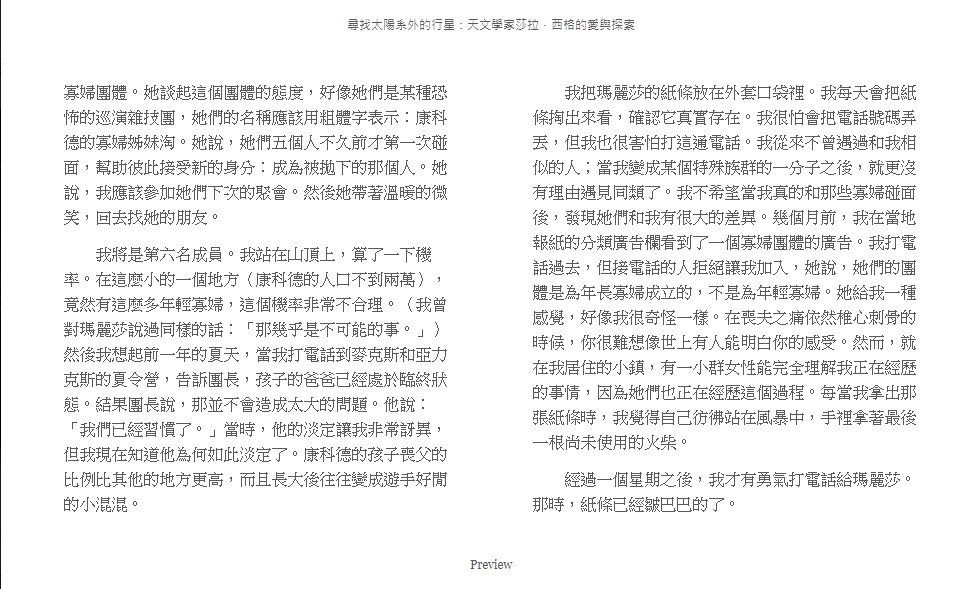 尋找太陽系外的行星：天文學家莎拉．西格的愛與探索
寡婦團體。她談起這個團體的態度，好像她們是某種恐
怖的巡演雜技團，她們的名稱應該用粗體字表示：康科
德的寡婦姊妹淘。她說，她們五個人不久前才第一次碰
面，幫助彼此接受新的身分：成為被拋下的那個人。她
說，我應該參加她們下次的聚會。然後她帶著溫暖的微
笑，回去找她的朋友。
我將是第六名成員。我站在山頂上，算了一下機
率。在這麼小的一個地方（康科德的人口不到兩萬），
竟然有這麼多年輕寡婦，這個機率非常不合理。（我曾
對瑪麗莎說過同樣的話：「那幾乎是不可能的事。」）
然後我想起前一年的夏天，當我打電話到麥克斯和亞力
克斯的夏令營，告訴團長，孩子的爸爸已經處於臨終狀
態。結果團長說，那並不會造成太大的問題。他說：
「我們已經習慣了。」當時，他的淡定讓我非常訝異，
但我現在知道他為何如此淡定了。康科德的孩子喪父的
比例比其他的地方更高，而且長大後往往變成遊手好閒
的小混混。
我把瑪麗莎的紙條放在外套口袋裡。我每天會把紙
條掏出來看，確認它真實存在。我很怕會把電話號碼弄
丟，但我也很害怕打這通電話。我從來不曾遇過和我相
似的人；當我變成某個特殊族群的一分子之後，就更沒
有理由遇見同類了。我不希望當我真的和那些寡婦碰面
後，發現她們和我有很大的差異。幾個月前，我在當地
報紙的分類廣告欄看到了一個寡婦團體的廣告。我打電
話過去，但接電話的人拒絕讓我加入，她說，她們的團
體是為年長寡婦成立的，不是為年輕寡婦。她給我一種
感覺，好像我很奇怪一樣。在喪夫之痛依然椎心刺骨的
時候，你很難想像世上有人能明白你的感受。然而，就
在我居住的小鎮，有一小群女性能完全理解我正在經歷
的事情，因為她們也正在經歷這個過程。每當我拿出那
張紙條時，我覺得自己彷彿站在風暴中，手裡拿著最後
一根尚未使用的火柴。
經過一個星期之後，我才有勇氣打電話給瑪麗莎。
那時，紙條已經皺巴巴的了。
Preview